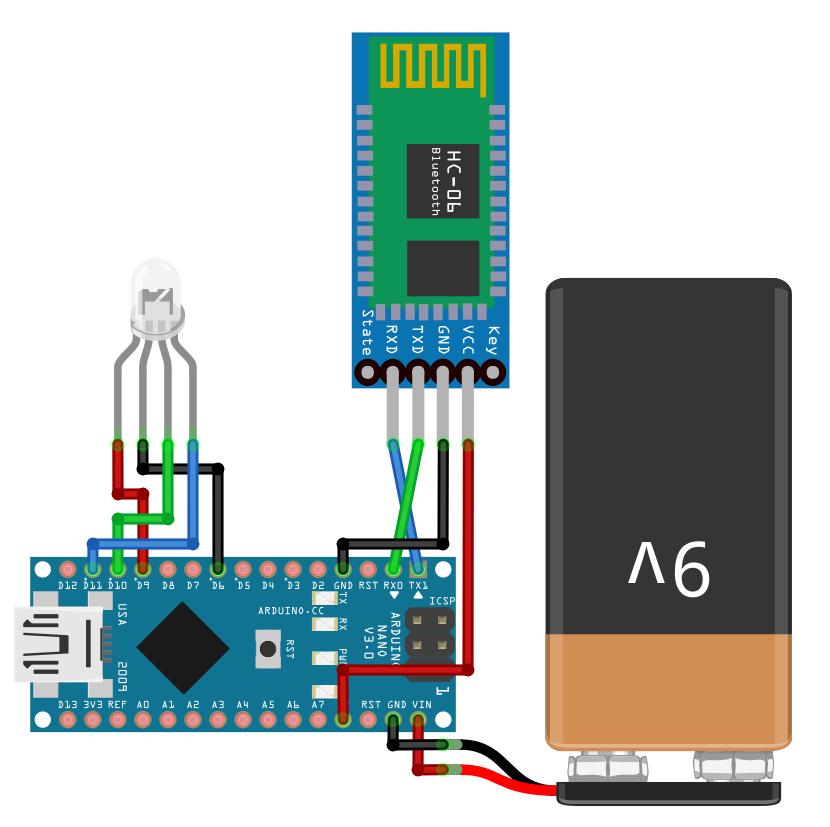 HC-06
Bluetooth
State
RXD
TXD
GND
VCC
Key
9V
D12
D11
D10
D9
D8
D7
D6
D5
D4
D3
D2
GND
RST
RX0
TX1
TX
RX
PWR
ARDUINO.CC
RST
ARDUINO
NANO
V3.0
ICSP
1
USA
2009
D13
3V3
REF
A0
A1
A2
A3
A4
A5
A6
A7
RST
GND
VIN